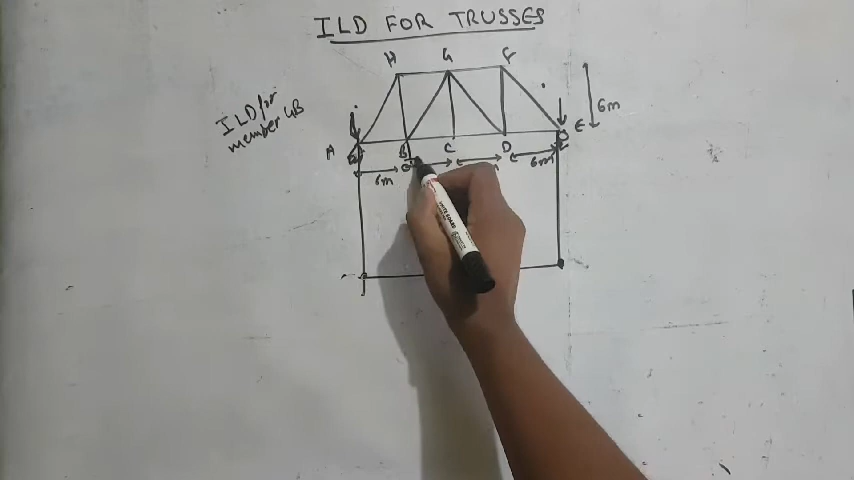 ILD FOR TRUSSES
H G F
ILD for
member GB
6m
A B C D E
6m 6m